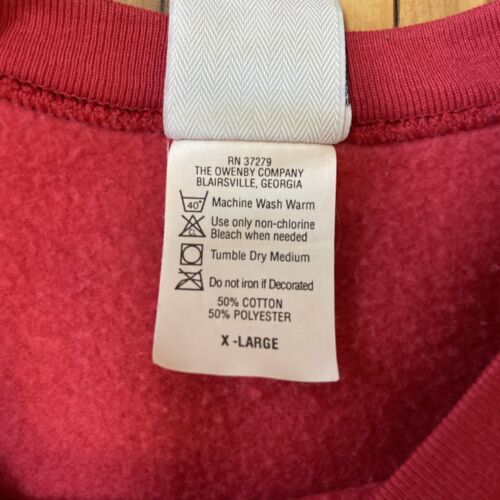 RN 37279
THE OWENBY COMPANY
BLAIRSVILLE, GEORGIA
40° Machine Wash Warm
CL Use only non-chlorine
Bleach when needed
Tumble Dry Medium
Do not iron if Decorated
50% COTTON
50% POLYESTER
X-LARGE